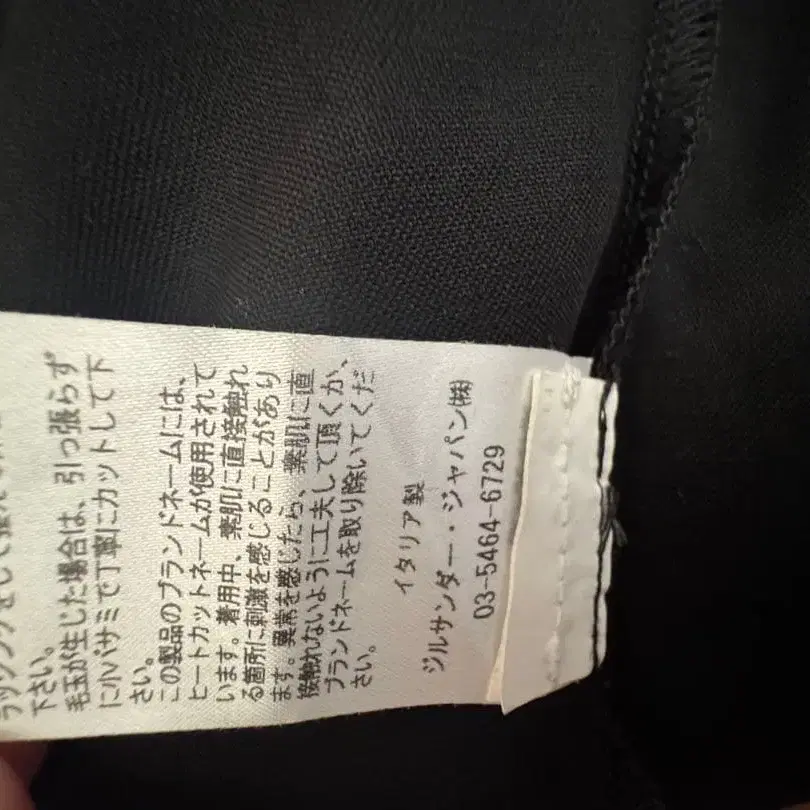 下さい。
毛玉が生じた場合は、引っ張らず
に小バサミで丁寧にカットして下
さい。
この製品のブランドネームには、
ヒートカットネームが使用されて
います。着用中、素肌に直接触れ
る箇所に刺激を感じることがあり
ます。異常を感じたら、素肌に直
接触れないように工夫して頂くか、
ブランドネームを取り除いてくだ
さい。
イタリア製
ジルサンダー・ジャパン㈱
03-5464-6729